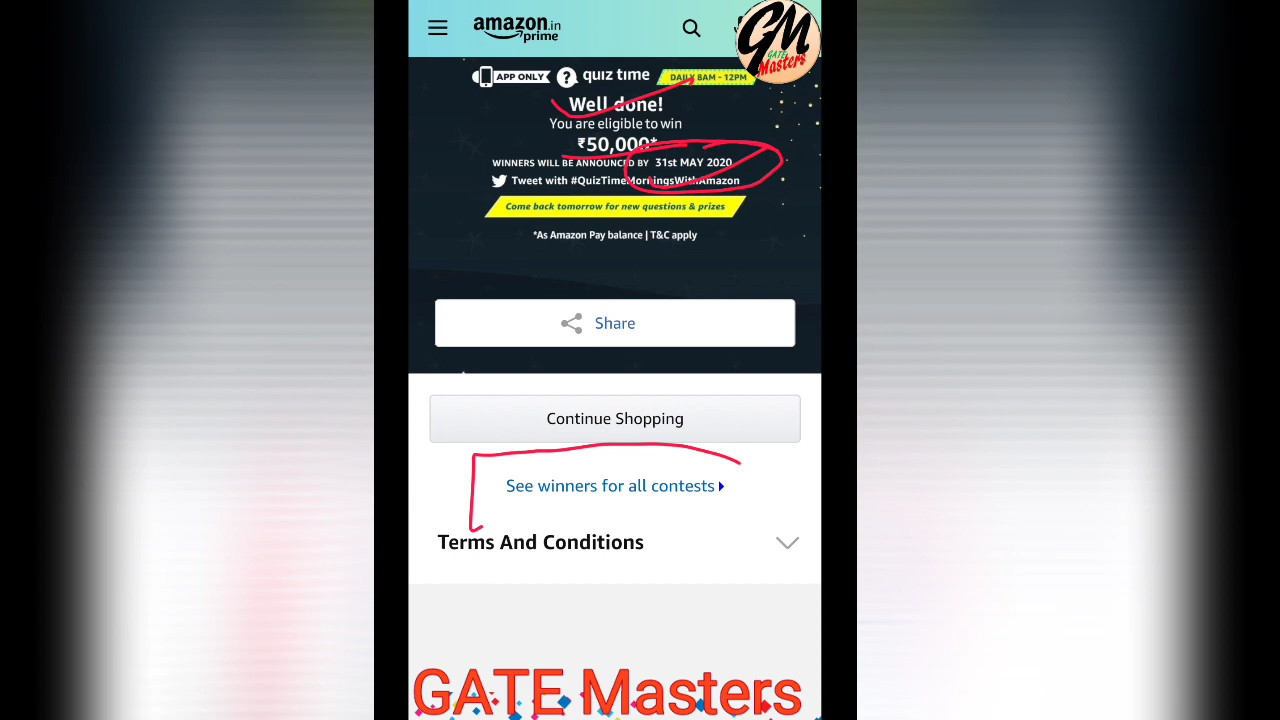 amazon.in
prime
GM
GATE
Masters
APP ONLY
? quiz time
DAILY 8AM - 12PM
Well done!
You are eligible to win
₹50,000*
WINNERS WILL BE ANNOUNCED BY 31st MAY 2020
Tweet with #QuizTimeMorningsWithAmazon
Come back tomorrow for new questions & prizes
*As Amazon Pay balance | T&C apply
Share
Continue Shopping
See winners for all contests
Terms And Conditions
GATE Masters